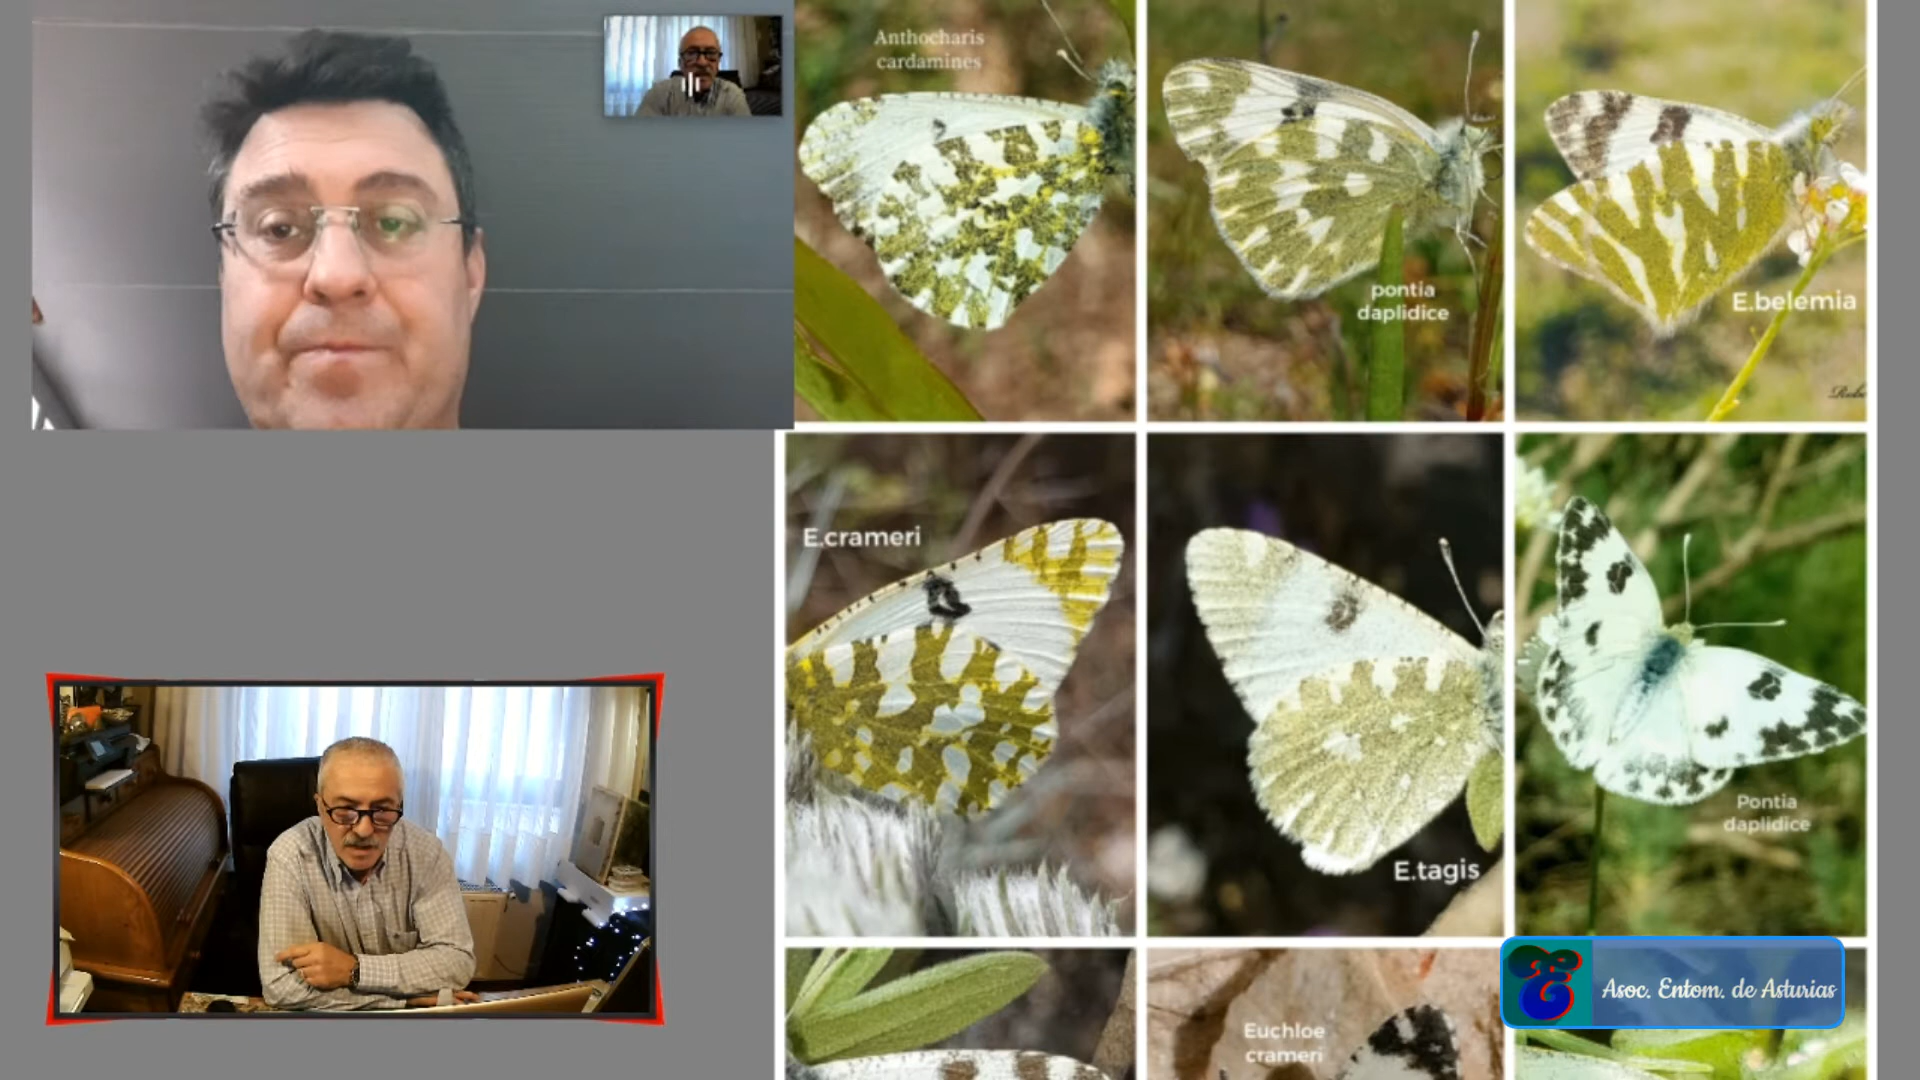 Anthocharis
cardamines
pontia
daplidice
E.belemia
E.crameri
E.tagis
Pontia
daplidice
Euchloe
crameri
Asoc. Entom. de Asturias